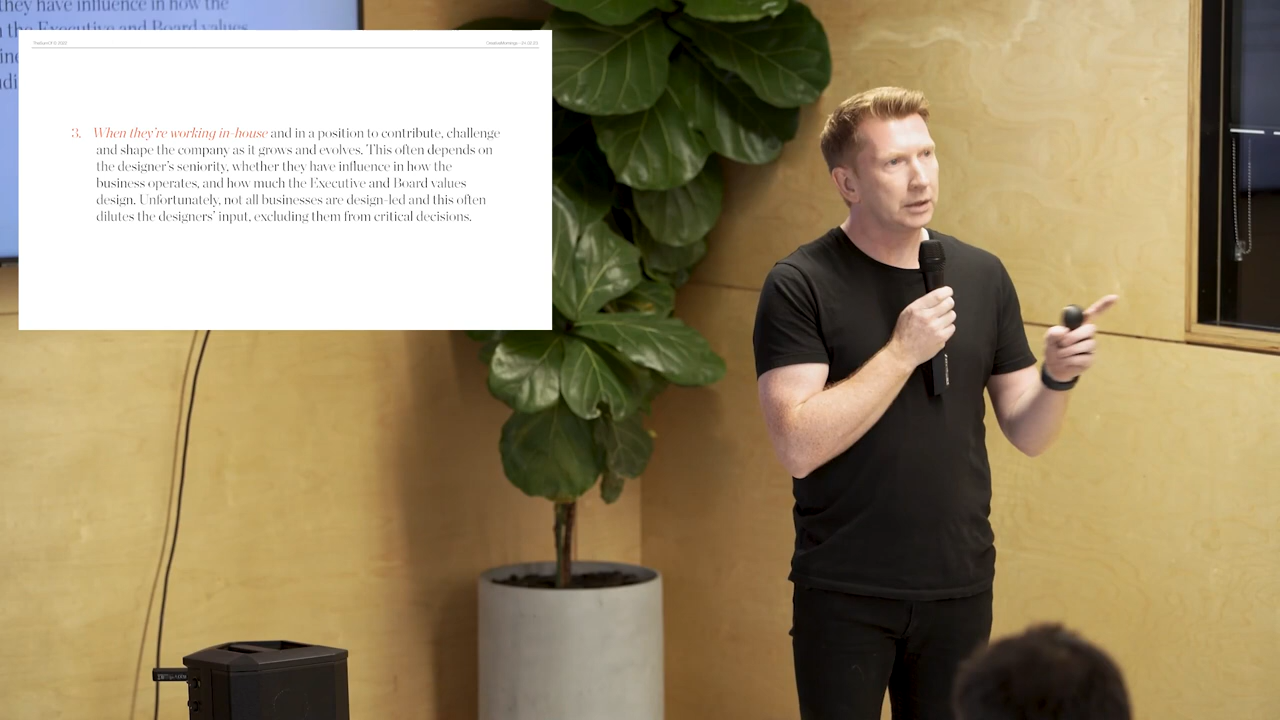 they have influence in how the
the Executive and Board values
CreativeMornings – 01.02.23
3. When they're working in-house and in a position to contribute, challenge
and shape the company as it grows and evolves. This often depends on
the designer's seniority, whether they have influence in how the
business operates, and how much the Executive and Board values
design. Unfortunately, not all businesses are design-led and this often
dilutes the designers' input, excluding them from critical decisions.